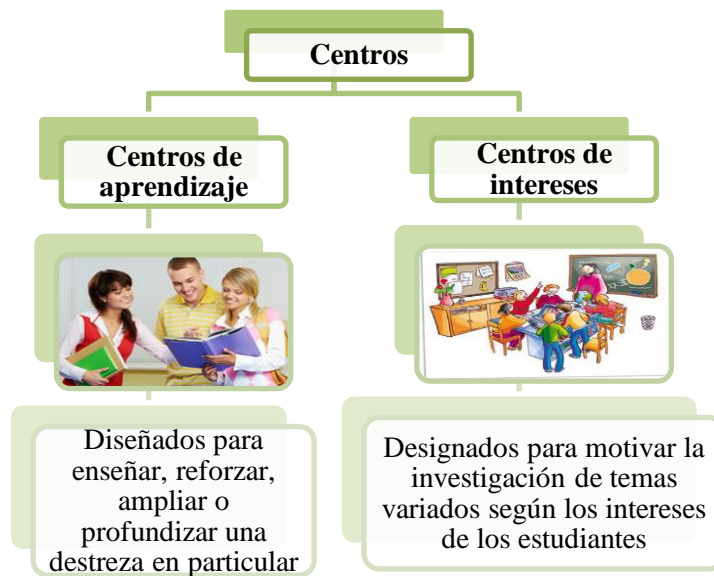 Centros
Centros de
aprendizaje
Centros de
intereses
Diseñados para
enseñar, reforzar,
ampliar o
profundizar una
destreza en particular
Designados para motivar la
investigación de temas
variados según los intereses
de los estudiantes